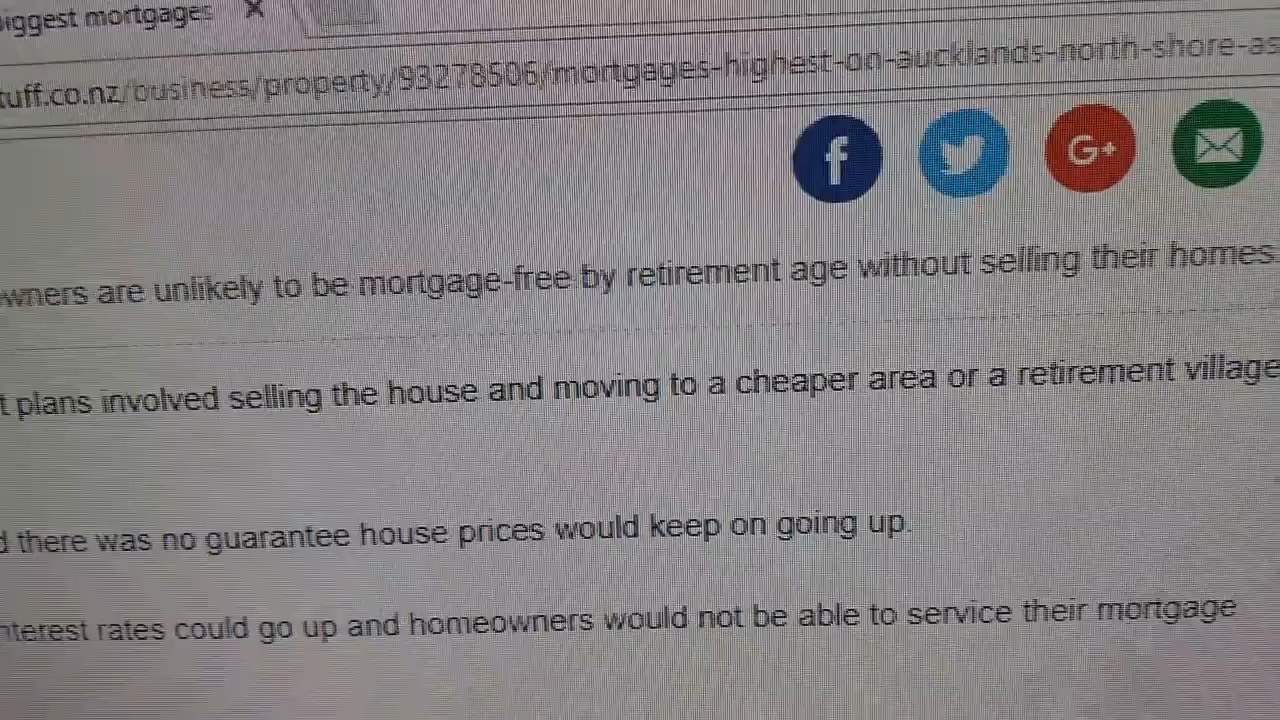 iggest mortgages X
tuff.co.nz/business/property/93278506/mortgages-highest-on-aucklands-north-shore-as
f G+
wners are unlikely to be mortgage-free by retirement age without selling their homes.
t plans involved selling the house and moving to a cheaper area or a retirement village
d there was no guarantee house prices would keep on going up.
nterest rates could go up and homeowners would not be able to service their mortgage